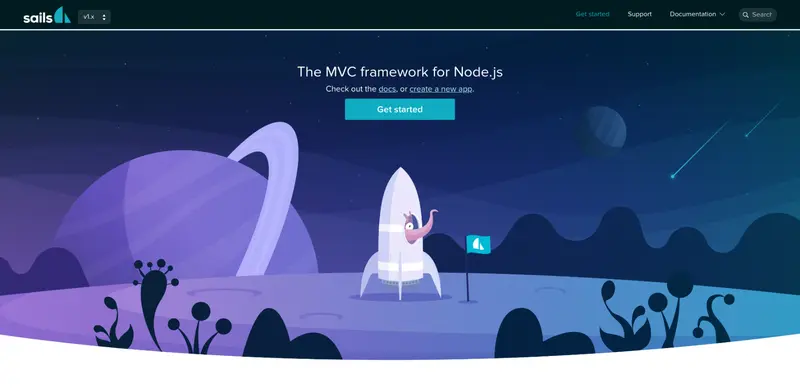 sails
v1.x
Get started
Support
Documentation
Search
The MVC framework for Node.js
Check out the docs, or create a new app.
Get started